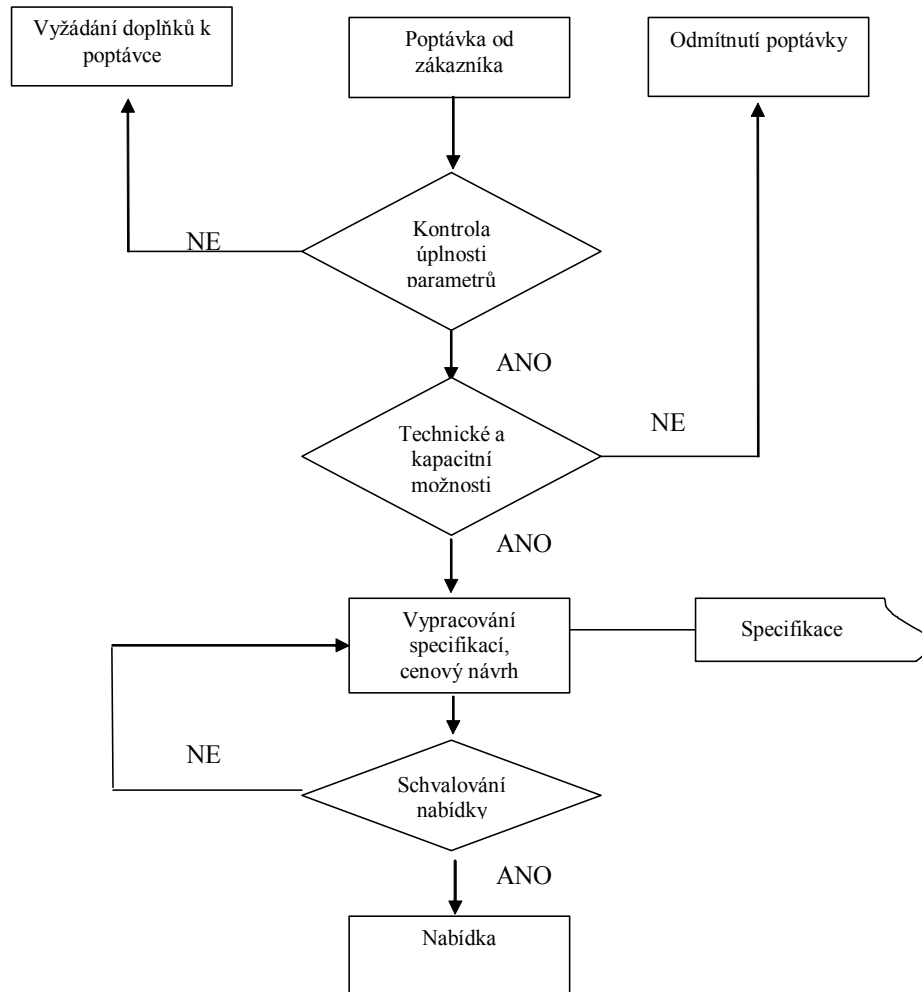 Vyžádání doplňků k
poptávce
Poptávka od
zákazníka
Odmítnutí poptávky
Kontrola
úplnosti
parametrů
NE
ANO
Technické a
kapacitní
možnosti
NE
ANO
Vypracování
specifikací,
cenový návrh
Specifikace
NE
Schvalování
nabídky
ANO
Nabídka